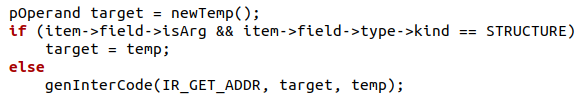 pOperand target = newTemp();
if (item->field->isArg && item->field->type->kind == STRUCTURE)
    target = temp;
else
    genInterCode(IR_GET_ADDR, target, temp);